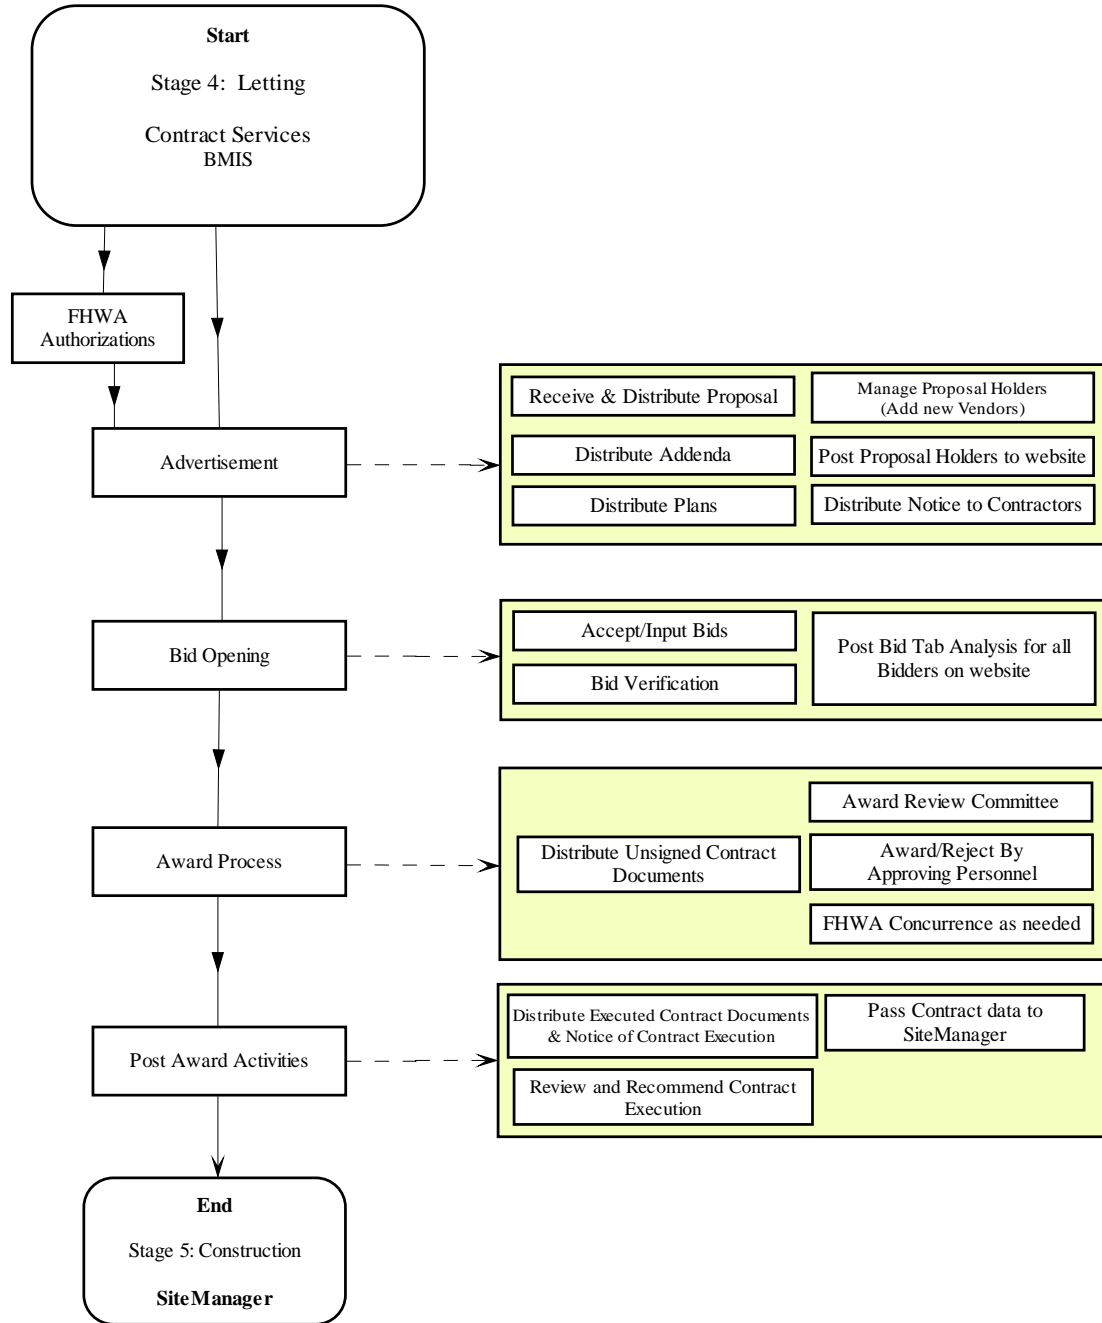 Start
Stage 4: Letting
Contract Services
BMIS
FHWA
Authorizations
Advertisement
Receive & Distribute Proposal
Manage Proposal Holders
(Add new Vendors)
Distribute Addenda
Post Proposal Holders to website
Distribute Plans
Distribute Notice to Contractors
Bid Opening
Accept/Input Bids
Bid Verification
Post Bid Tab Analysis for all
Bidders on website
Award Process
Distribute Unsigned Contract
Documents
Award Review Committee
Award/Reject By
Approving Personnel
FHWA Concurrence as needed
Post Award Activities
Distribute Executed Contract Documents
& Notice of Contract Execution
Pass Contract data to
SiteManager
Review and Recommend Contract
Execution
End
Stage 5: Construction
SiteManager